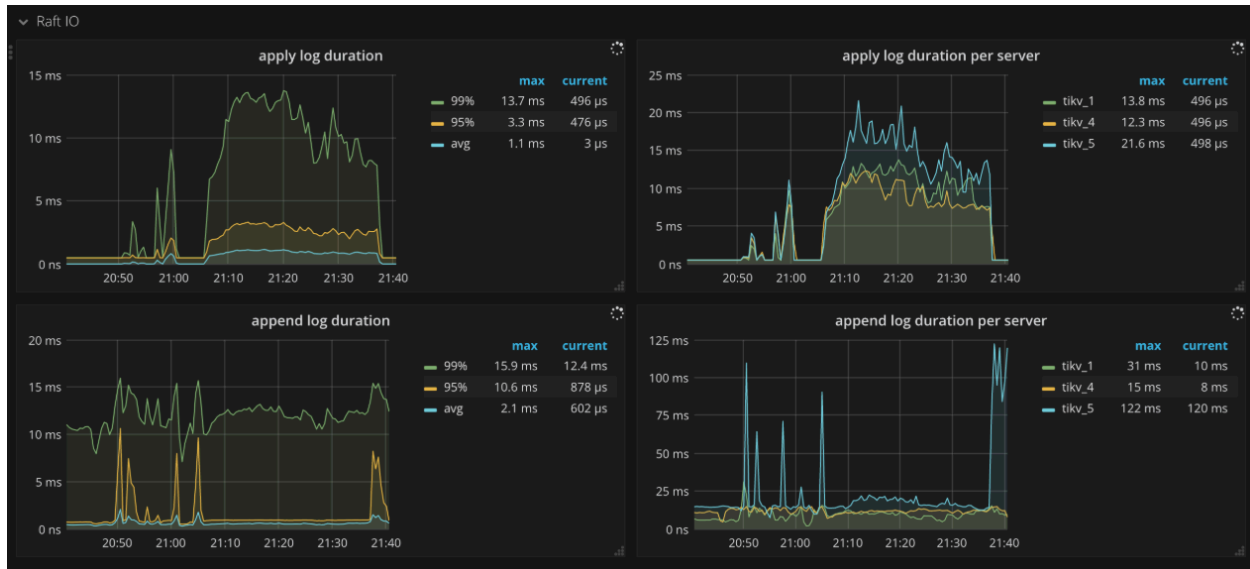 Raft IO
apply log duration
15 ms
10 ms
5 ms
0 ns
20:50 21:00 21:10 21:20 21:30 21:40
max current
99% 13.7 ms 496 µs
95% 3.3 ms 476 µs
avg 1.1 ms 3 µs
apply log duration per server
25 ms
20 ms
15 ms
10 ms
5 ms
0 ns
20:50 21:00 21:10 21:20 21:30 21:40
max current
tikv_1 13.8 ms 496 µs
tikv_4 12.3 ms 496 µs
tikv_5 21.6 ms 498 µs
append log duration
20 ms
15 ms
10 ms
5 ms
0 ns
20:50 21:00 21:10 21:20 21:30 21:40
max current
99% 15.9 ms 12.4 ms
95% 10.6 ms 878 µs
avg 2.1 ms 602 µs
append log duration per server
125 ms
100 ms
75 ms
50 ms
25 ms
0 ns
20:50 21:00 21:10 21:20 21:30 21:40
max current
tikv_1 31 ms 10 ms
tikv_4 15 ms 8 ms
tikv_5 122 ms 120 ms